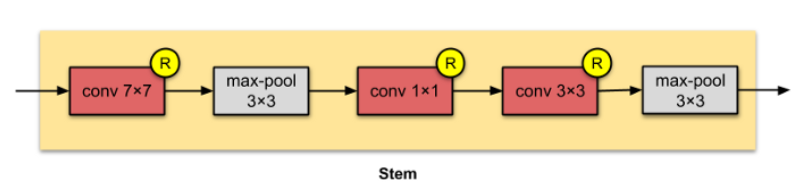 R
R
R
conv 7×7
max-pool
3×3
conv 1×1
conv 3×3
max-pool
3×3
Stem